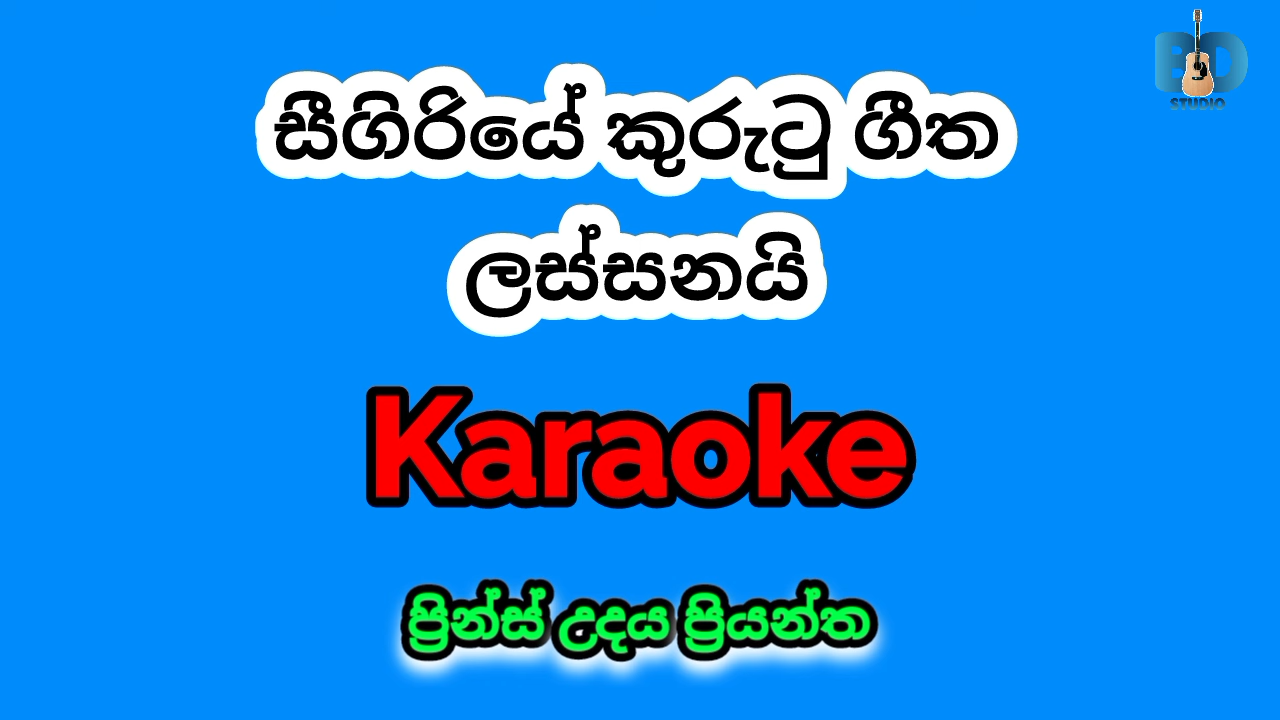 BD
STUDIO
සීගිරියේ කුරුටු ගීත
ලස්සනයි
Karaoke
ප්‍රින්ස් උදය ප්‍රියන්ත